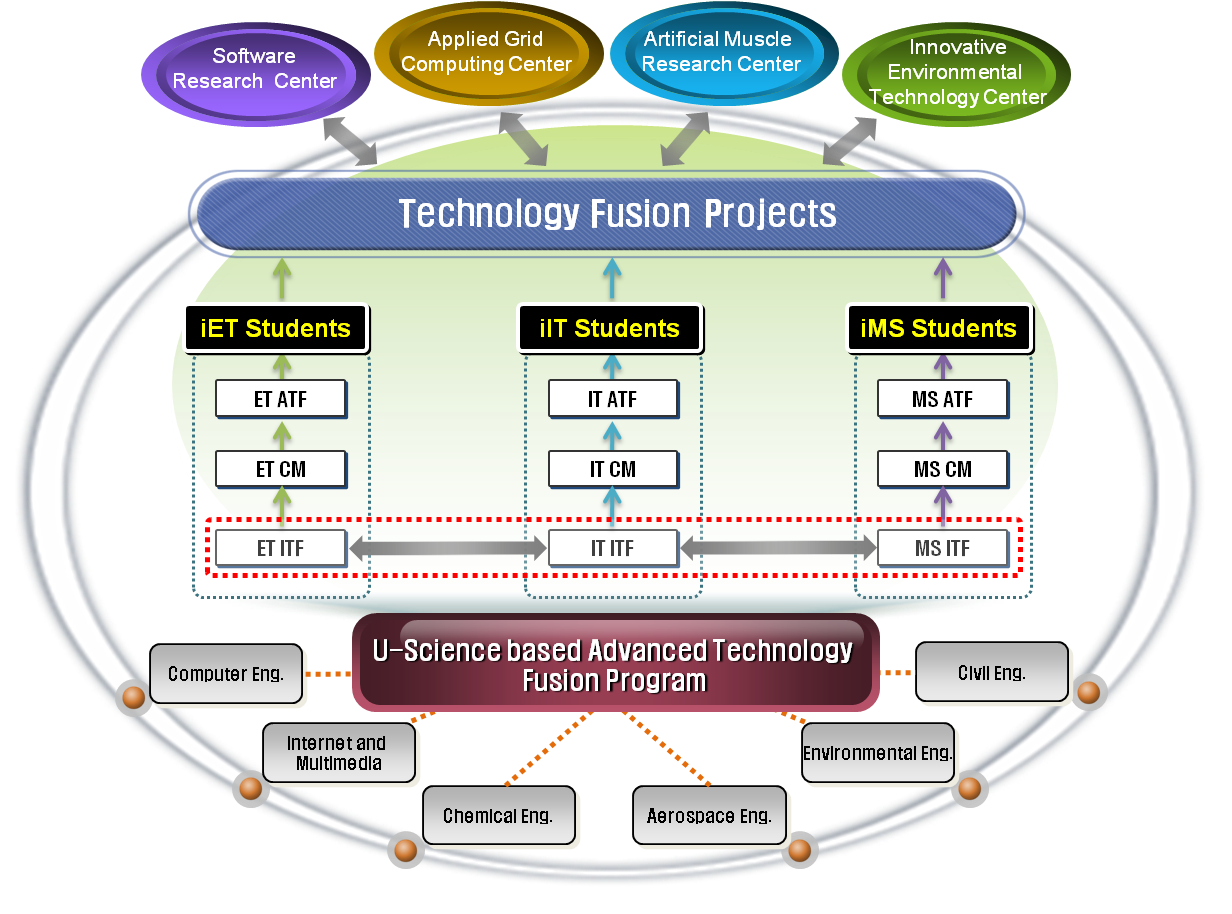 Software
Research Center
Applied Grid
Computing Center
Artificial Muscle
Research Center
Innovative
Environmental
Technology Center
Technology Fusion Projects
iET Students
iIT Students
iMS Students
ET ATF
IT ATF
MS ATF
ET CM
IT CM
MS CM
ET ITF
IT ITF
MS ITF
U-Science based Advanced Technology
Fusion Program
Computer Eng.
Civil Eng.
Internet and
Multimedia
Environmental Eng.
Chemical Eng.
Aerospace Eng.